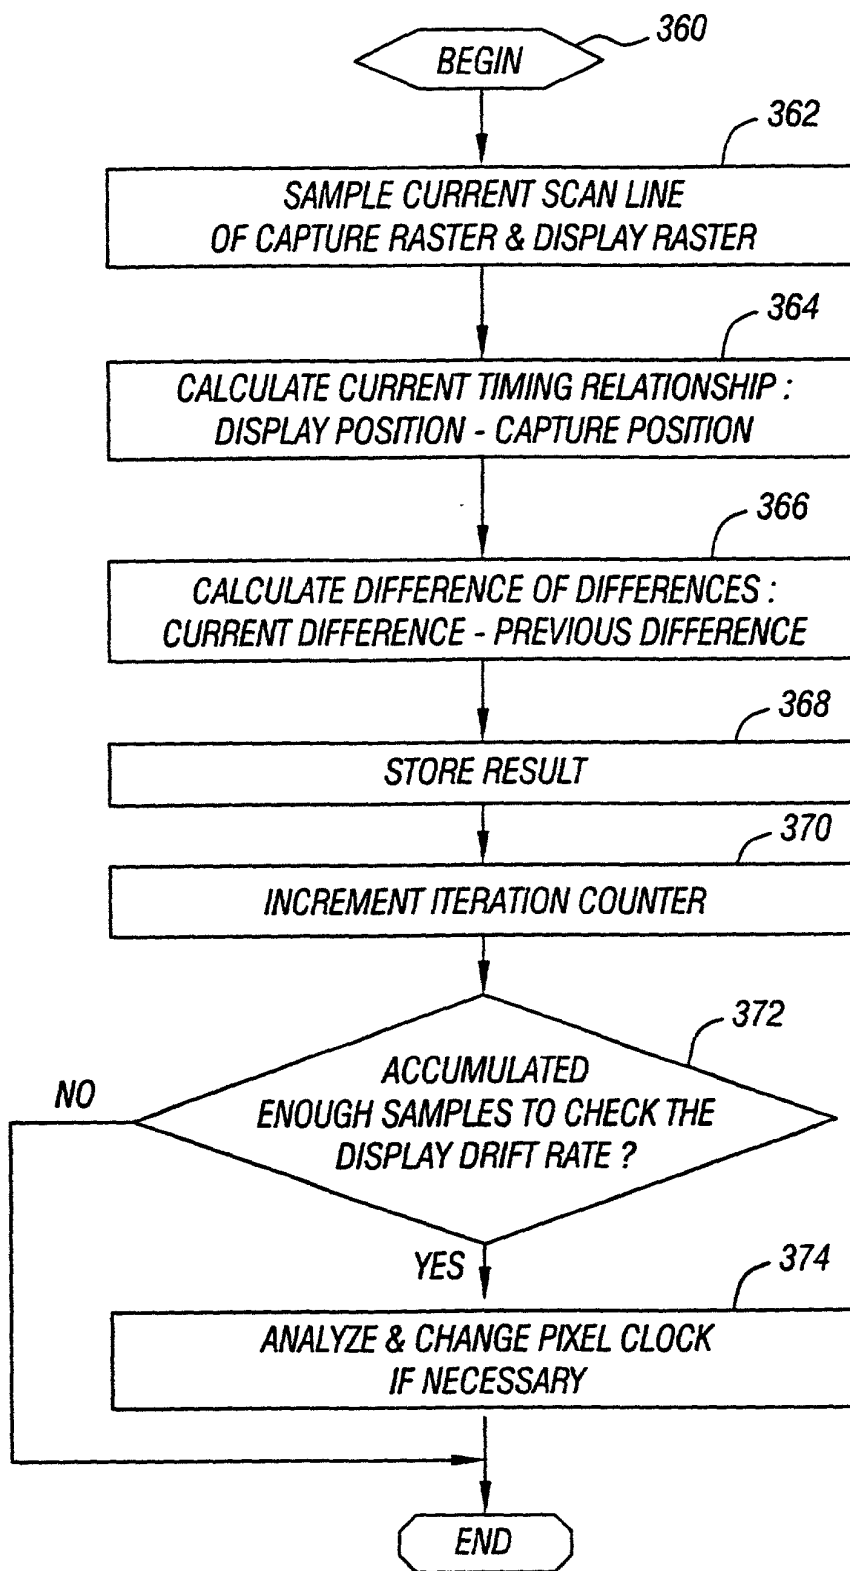 BEGIN
360
362
SAMPLE CURRENT SCAN LINE
OF CAPTURE RASTER & DISPLAY RASTER
364
CALCULATE CURRENT TIMING RELATIONSHIP :
DISPLAY POSITION - CAPTURE POSITION
366
CALCULATE DIFFERENCE OF DIFFERENCES :
CURRENT DIFFERENCE - PREVIOUS DIFFERENCE
368
STORE RESULT
370
INCREMENT ITERATION COUNTER
372
ACCUMULATED
ENOUGH SAMPLES TO CHECK THE
DISPLAY DRIFT RATE ?
NO
YES
374
ANALYZE & CHANGE PIXEL CLOCK
IF NECESSARY
END